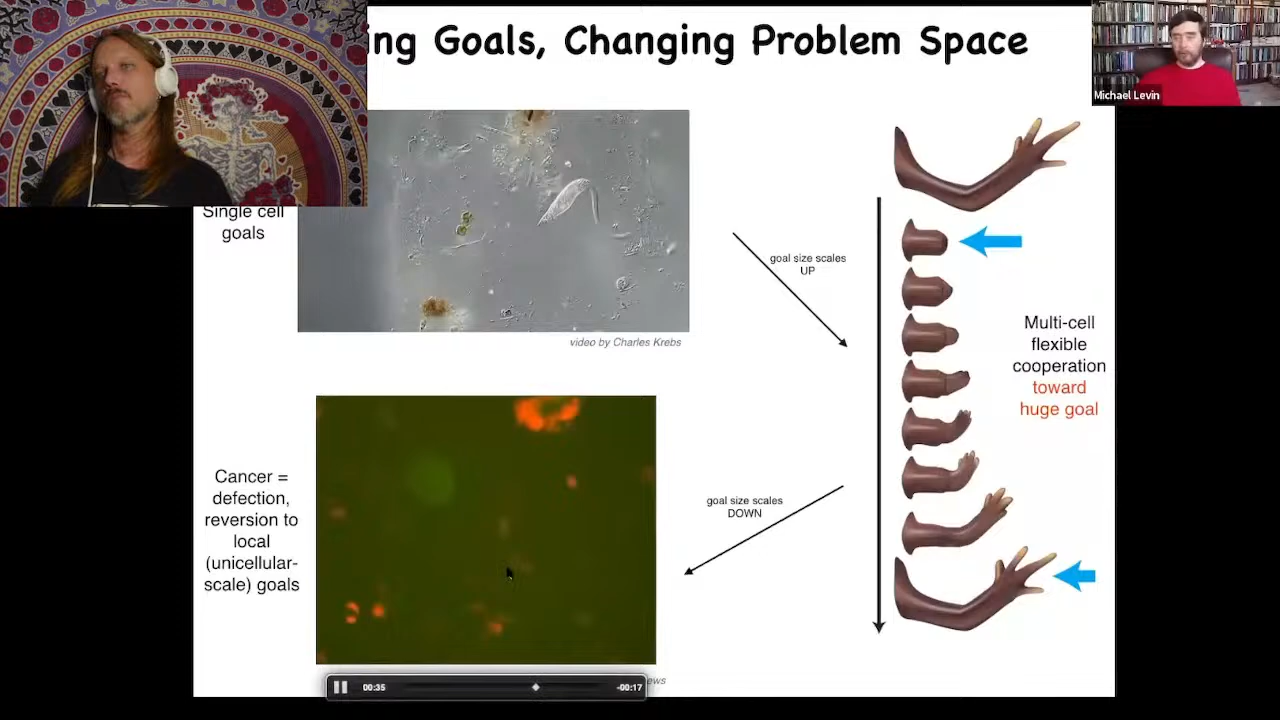 ing Goals, Changing Problem Space
Michael Levin
Single cell
goals
goal size scales
UP
video by Charles Krebs
Multi-cell
flexible
cooperation
toward
huge goal
Cancer =
defection,
reversion to
local
(unicellular-
scale) goals
goal size scales
DOWN
00:35
-00:17
ews